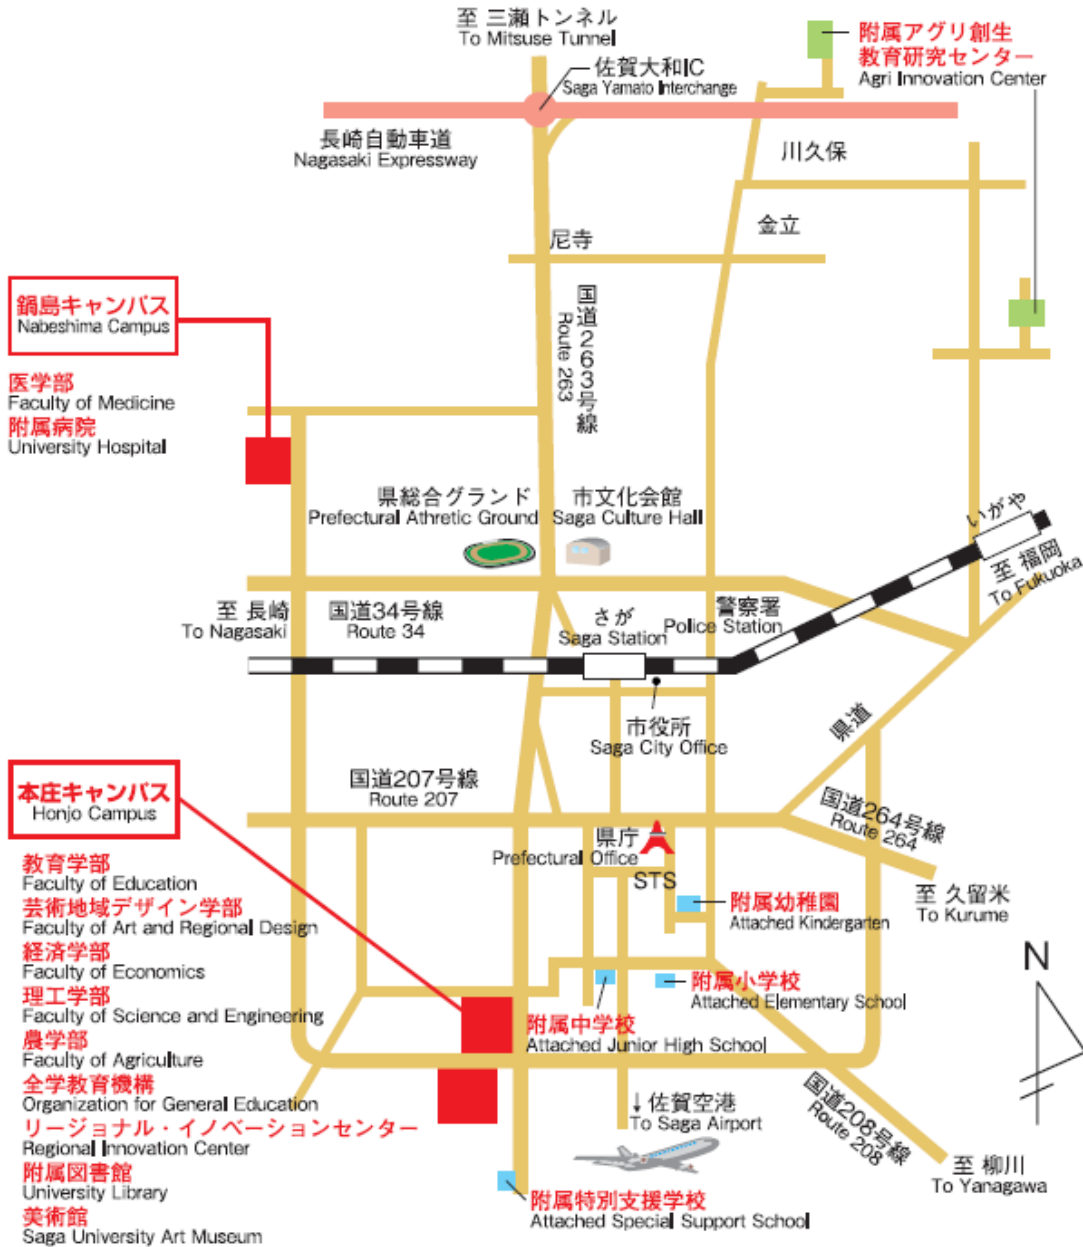 至 三瀬トンネル
To Mitsuse Tunnel
附属アグリ創生
教育研究センター
Agri Innovation Center
佐賀大和IC
Saga Yamato Interchange
長崎自動車道
Nagasaki Expressway
川久保
金立
尼寺
国道263号線
Route 263
鍋島キャンパス
Nabeshima Campus
医学部
Faculty of Medicine
附属病院
University Hospital
県総合グランド
Prefectural Athretic Ground
市文化会館
Saga Culture Hall
いがや
至 福岡
To Fukuoka
至 長崎
To Nagasaki
国道34号線
Route 34
さが
Saga Station
警察署
Police Station
市役所
Saga City Office
県道
国道207号線
Route 207
国道264号線
Route 264
至 久留米
To Kurume
県庁
Prefectural Office
STS
附属幼稚園
Attached Kindergarten
附属小学校
Attached Elementary School
附属中学校
Attached Junior High School
N
本庄キャンパス
Honjo Campus
教育学部
Faculty of Education
芸術地域デザイン学部
Faculty of Art and Regional Design
経済学部
Faculty of Economics
理工学部
Faculty of Science and Engineering
農学部
Faculty of Agriculture
全学教育機構
Organization for General Education
リージョナル・イノベーションセンター
Regional Innovation Center
附属図書館
University Library
美術館
Saga University Art Museum
↓佐賀空港
To Saga Airport
国道208号線
Route 208
至 柳川
To Yanagawa
附属特別支援学校
Attached Special Support School